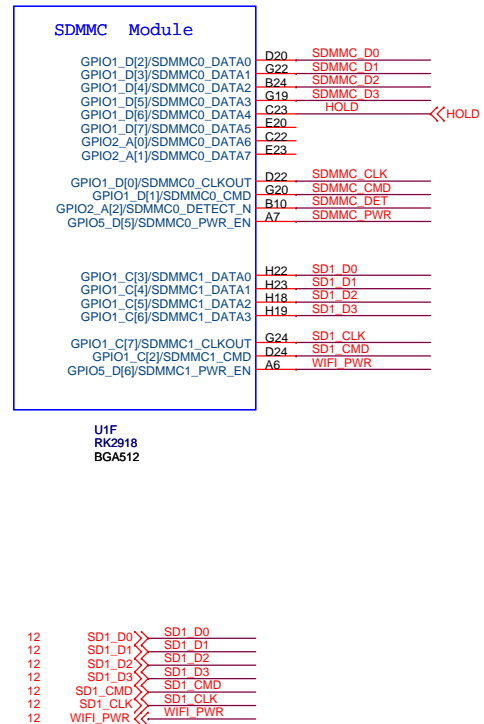 SDMMC Module
GPIO1_D[2]/SDMMC0_DATA0 D20 SDMMC_D0
GPIO1_D[3]/SDMMC0_DATA1 G22 SDMMC_D1
GPIO1_D[4]/SDMMC0_DATA2 B24 SDMMC_D2
GPIO1_D[5]/SDMMC0_DATA3 G19 SDMMC_D3
GPIO1_D[6]/SDMMC0_DATA4 C23 HOLD HOLD
GPIO1_D[7]/SDMMC0_DATA5 E20
GPIO2_A[0]/SDMMC0_DATA6 C22
GPIO2_A[1]/SDMMC0_DATA7 E23
GPIO1_D[0]/SDMMC0_CLKOUT D22 SDMMC_CLK
GPIO1_D[1]/SDMMC0_CMD G20 SDMMC_CMD
GPIO2_A[2]/SDMMC0_DETECT_N B10 SDMMC_DET
GPIO5_D[5]/SDMMC0_PWR_EN A7 SDMMC_PWR
GPIO1_C[3]/SDMMC1_DATA0 H22 SD1_D0
GPIO1_C[4]/SDMMC1_DATA1 H23 SD1_D1
GPIO1_C[5]/SDMMC1_DATA2 H18 SD1_D2
GPIO1_C[6]/SDMMC1_DATA3 H19 SD1_D3
GPIO1_C[7]/SDMMC1_CLKOUT G24 SD1_CLK
GPIO1_C[2]/SDMMC1_CMD D24 SD1_CMD
GPIO5_D[6]/SDMMC1_PWR_EN A6 WIFI_PWR
U1F
RK2918
BGA512
12 SD1_D0 SD1_D0
12 SD1_D1 SD1_D1
12 SD1_D2 SD1_D2
12 SD1_D3 SD1_D3
12 SD1_CMD SD1_CMD
12 SD1_CLK SD1_CLK
12 WIFI_PWR WIFI_PWR